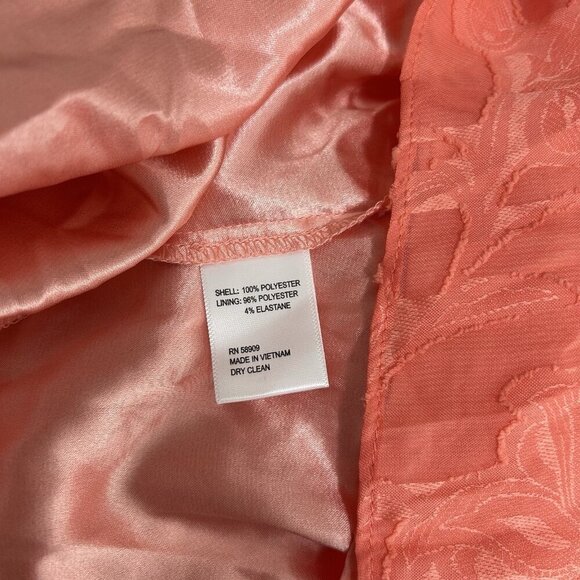 SHELL: 100% POLYESTER
LINING: 96% POLYESTER
4% ELASTANE
RN 58909
MADE IN VIETNAM
DRY CLEAN